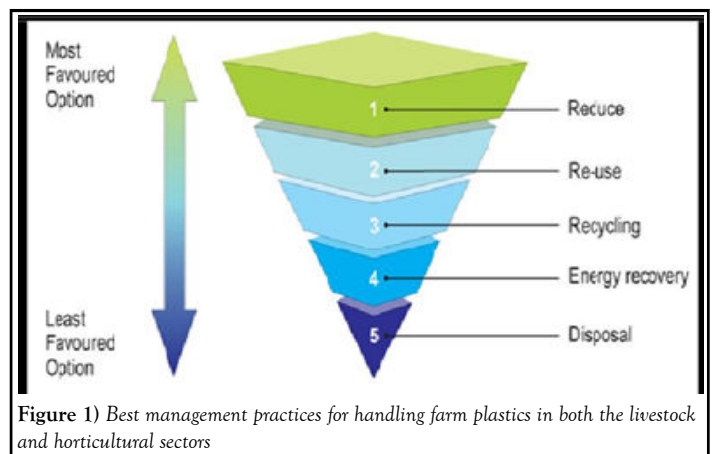 Most
Favoured
Option
1
Reduce
2
Re-use
3
Recycling
4
Energy recovery
Least
Favoured
Option
5
Disposal
Figure 1) Best management practices for handling farm plastics in both the livestock
and horticultural sectors